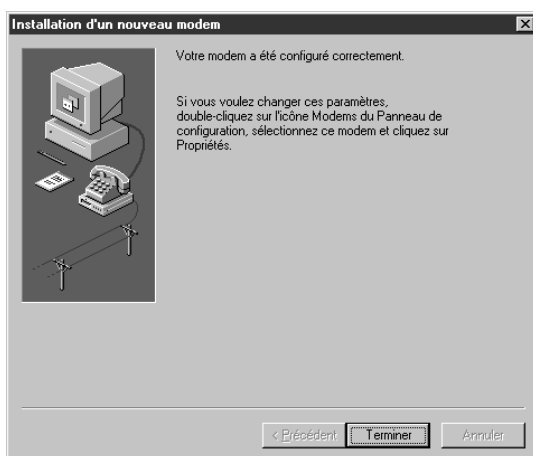 Installation d'un nouveau modem
Votre modem a été configuré correctement.
Si vous voulez changer ces paramètres,
double-cliquez sur l'icône Modems du Panneau de
configuration, sélectionnez ce modem et cliquez sur
Propriétés.
< Précédent
Terminer
Annuler